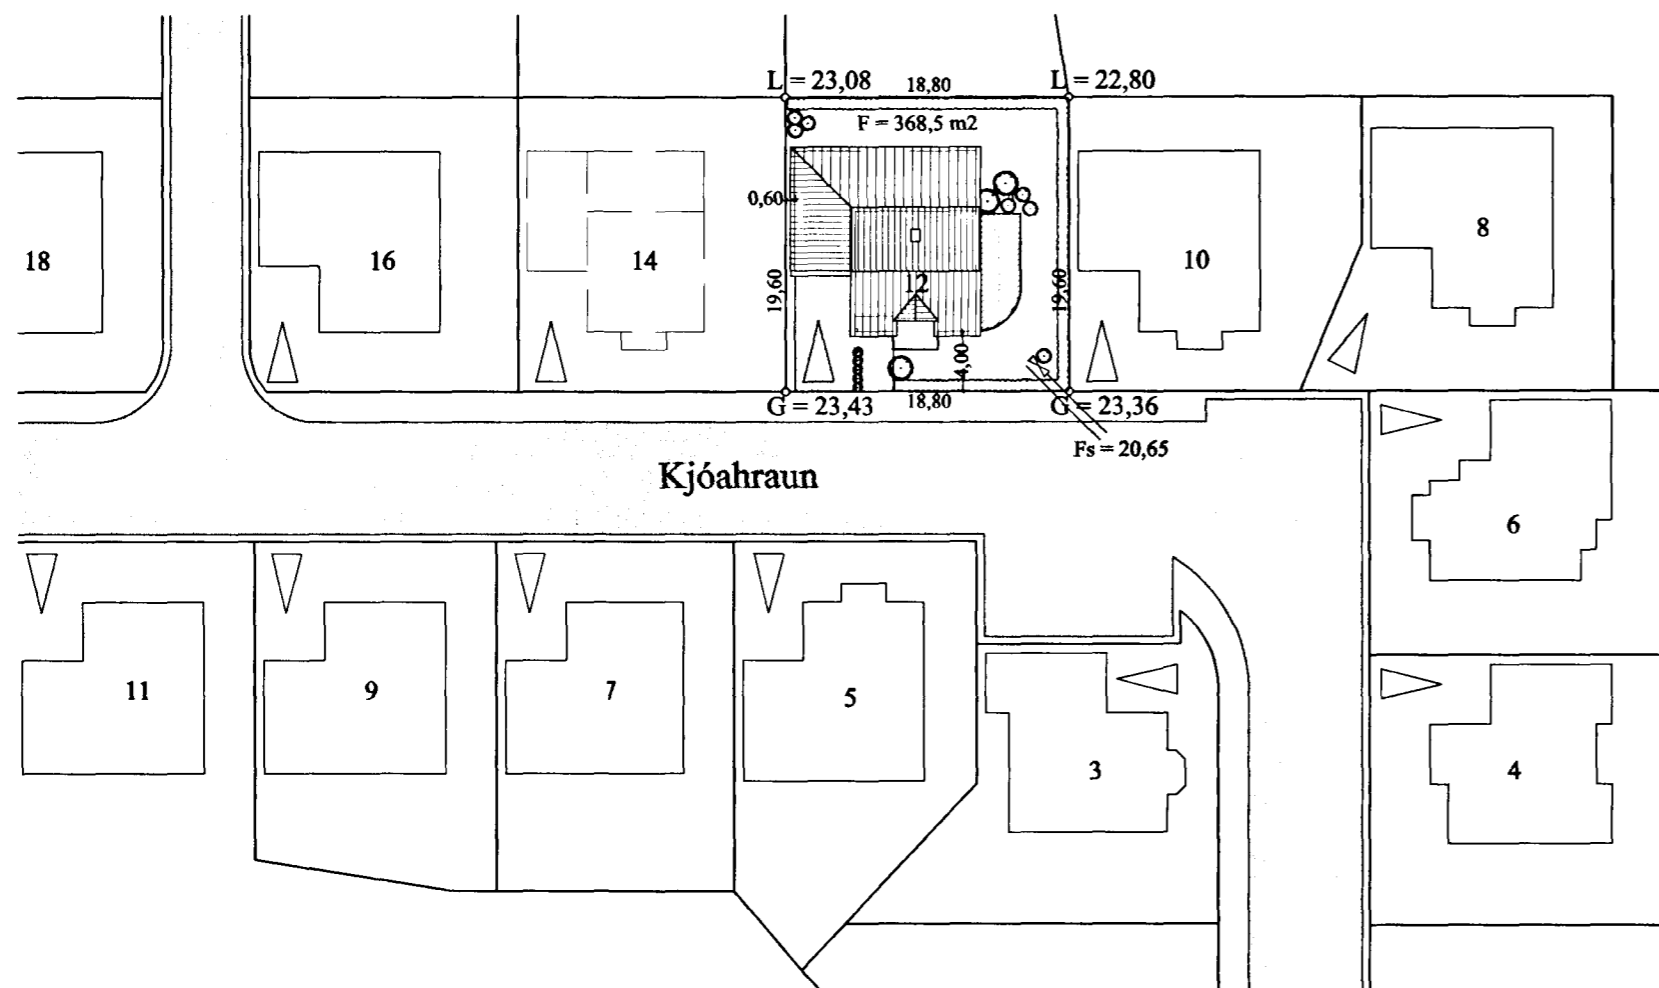 L = 23,08
18,80
L = 22,80
F = 368,5 m2
0,60
18
16
14
12
10
8
19,60
19,60
4,00
G = 23,43
18,80
G = 23,36
Fs = 20,65
Kjóahraun
6
11
9
7
5
3
4